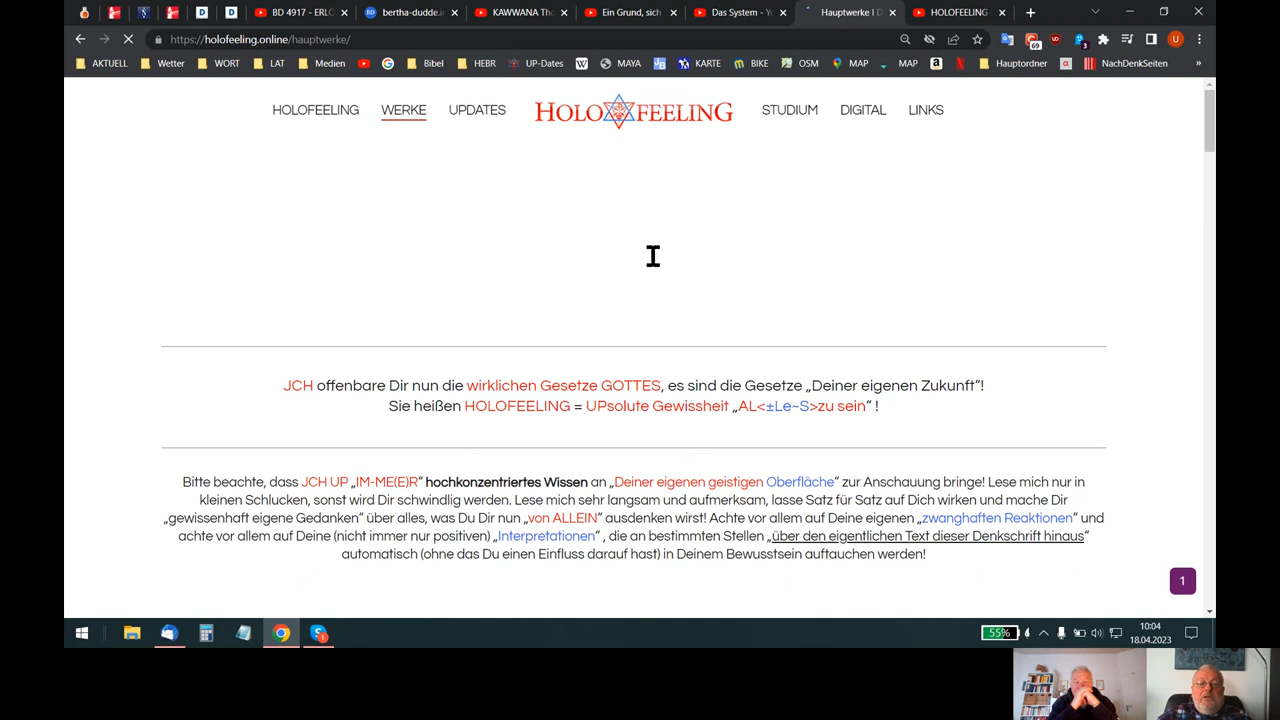 BD 4917 - ERLÖ
bertha-dudde.in
KAWWANA Tho
Ein Grund, sich
Das System - Yo
Hauptwerke I D
HOLOFEELING
https://holofeeling.online/hauptwerke/
69
3
U
AKTUELL
Wetter
WORT
LAT
Medien
Bibel
HEBR
UP-Dates
W
MAYA
KARTE
BIKE
OSM
MAP
MAP
a
N
Hauptordner
a
NachDenkSeiten
»
HOLOFEELING
WERKE
UPDATES
HOLO FEELING
STUDIUM
DIGITAL
LINKS
JCH offenbare Dir nun die wirklichen Gesetze GOTTES, es sind die Gesetze „Deiner eigenen Zukunft“!
Sie heißen HOLOFEELING = UPsolute Gewissheit „AL<±Le~S>zu sein“ !
Bitte beachte, dass JCH UP „IM-ME(E)R“ hochkonzentriertes Wissen an „Deiner eigenen geistigen Oberfläche“ zur Anschauung bringe! Lese mich nur in
kleinen Schlucken, sonst wird Dir schwindlig werden. Lese mich sehr langsam und aufmerksam, lasse Satz für Satz auf Dich wirken und mache Dir
„gewissenhaft eigene Gedanken“ über alles, was Du Dir nun „von ALLEIN“ ausdenken wirst! Achte vor allem auf Deine eigenen „zwanghaften Reaktionen“ und
achte vor allem auf Deine (nicht immer nur positiven) „Interpretationen“ , die an bestimmten Stellen „über den eigentlichen Text dieser Denkschrift hinaus“
automatisch (ohne das Du einen Einfluss darauf hast) in Deinem Bewusstsein auftauchen werden!
1
55%
10:04
18.04.2023